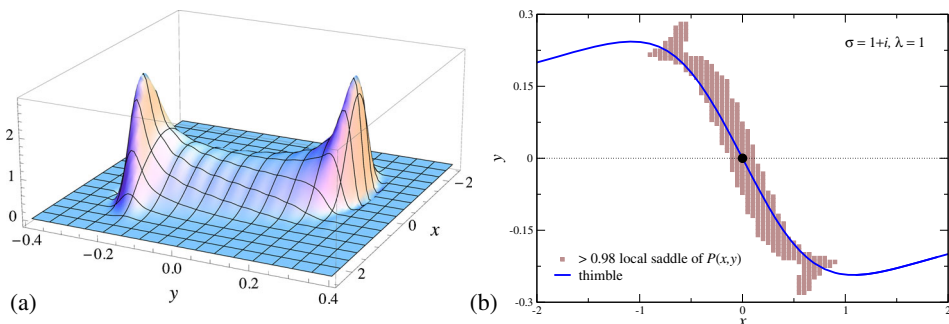 2
1
0
−0.4
−0.2
0.0
0.2
0.4
y
−2
0
2
x
(a)
0.3
0.15
0
-0.15
-0.3
y
σ = 1+i, λ = 1
> 0.98 local saddle of P(x,y)
thimble
-2
-1
0
1
2
x
(b)